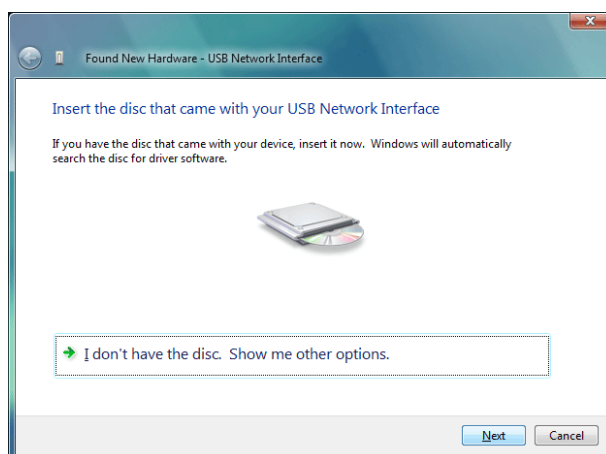 Found New Hardware - USB Network Interface
Insert the disc that came with your USB Network Interface
If you have the disc that came with your device, insert it now.  Windows will automatically
search the disc for driver software.
I don't have the disc.  Show me other options.
Next
Cancel